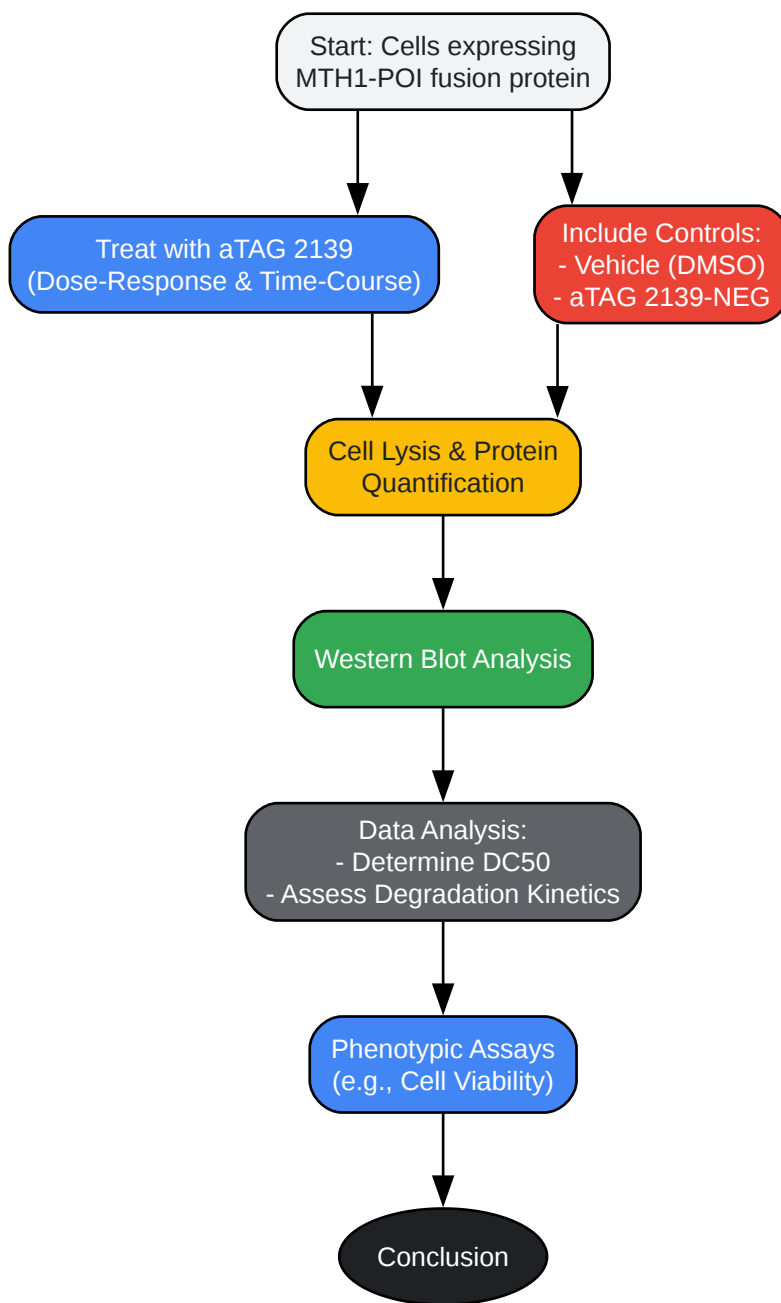 Start: Cells expressing
MTH1-POI fusion protein
Treat with aTAG 2139
(Dose-Response & Time-Course)
Include Controls:
- Vehicle (DMSO)
- aTAG 2139-NEG
Cell Lysis & Protein
Quantification
Western Blot Analysis
Data Analysis:
- Determine DC50
- Assess Degradation Kinetics
Phenotypic Assays
(e.g., Cell Viability)
Conclusion